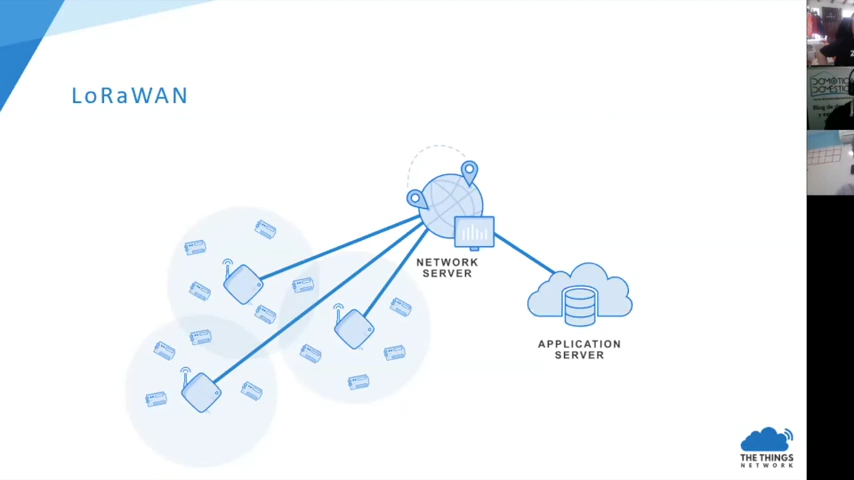 LoRaWAN
NETWORK
SERVER
APPLICATION
SERVER
THE THINGS
NETWORK